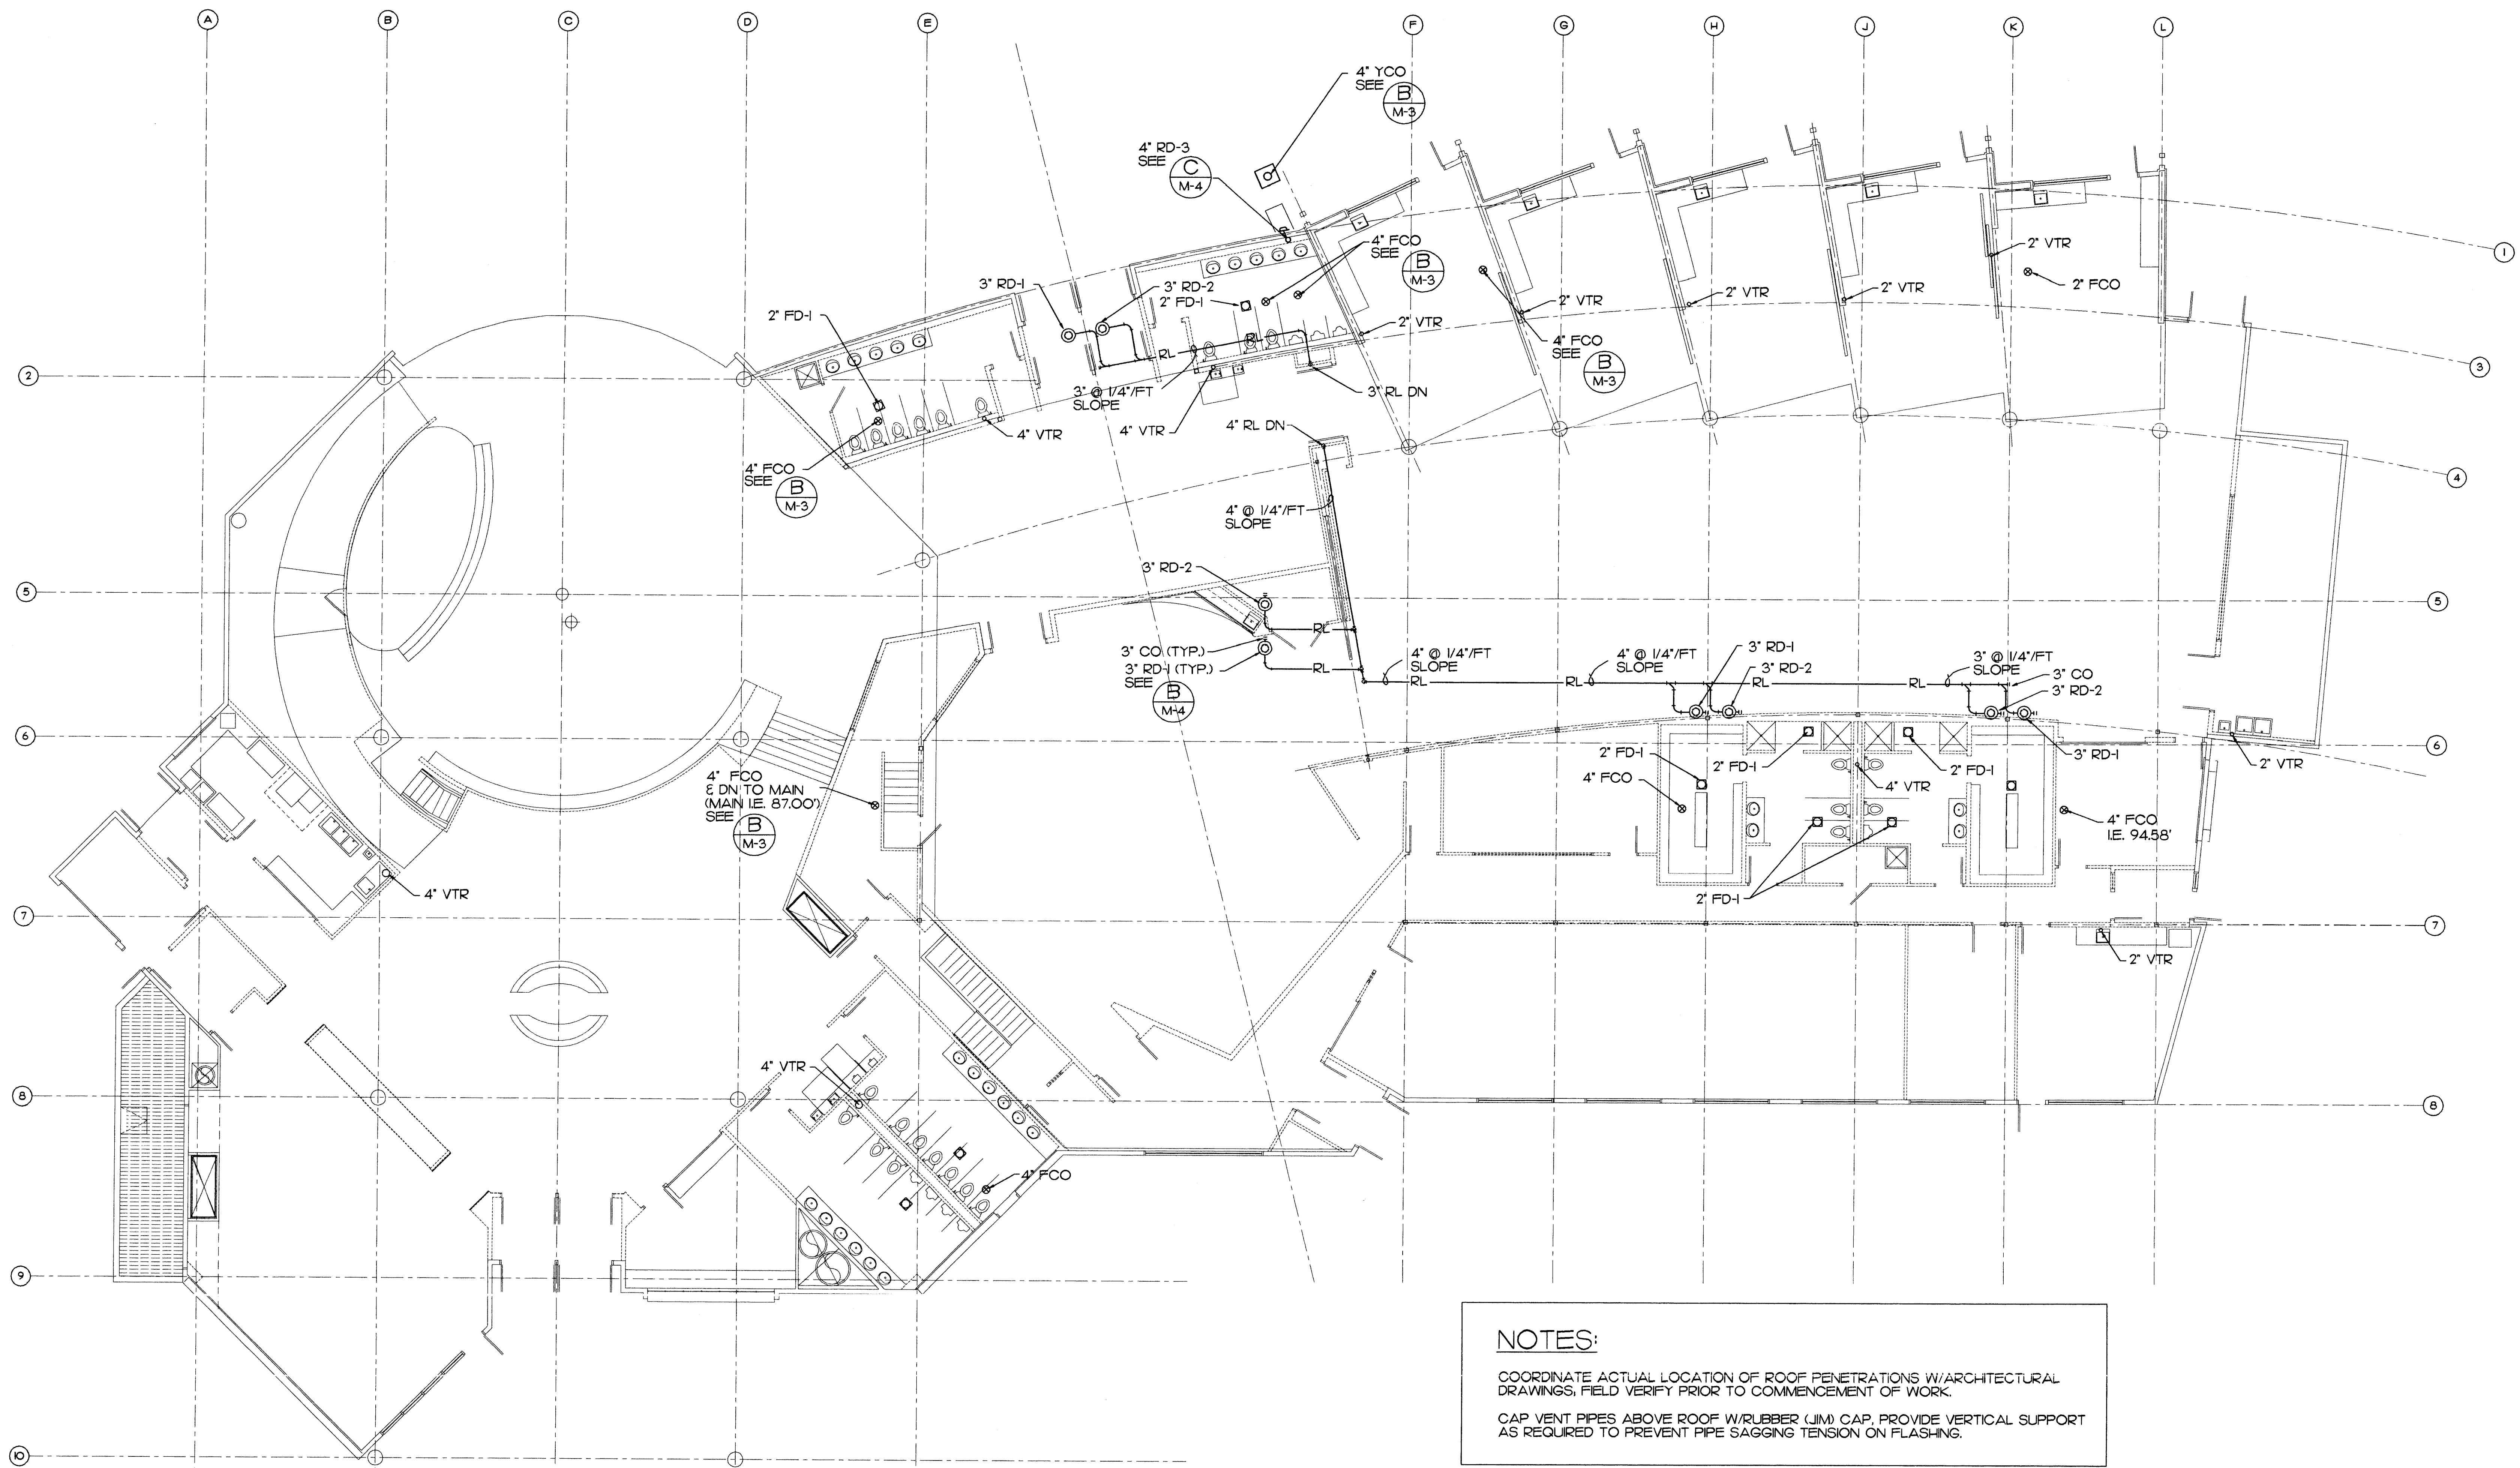 A B C D E F G H J K L
4" YCO
SEE
B
M-3
4" RD-3
SEE
C
M-4
4" FCO
SEE
B
M-3
1
2" VTR
2" FCO
3" RD-1
3" RD-2
2" FD-1
2" VTR
2" VTR
2" VTR
2" VTR
2" FD-1
4" FCO
SEE
B
M-3
RL
RL
3
2
3" @ 1/4"/FT
SLOPE
3" RL DN
4" VTR
4" VTR
4" RL DN
4" FCO
SEE
B
M-3
4
4" @ 1/4"/FT
SLOPE
3" RD-2
5
5
RL
3" CO (TYP.)
3" RD-1 (TYP.)
SEE
B
M-4
RL
4" @ 1/4"/FT
SLOPE
RL
4" @ 1/4"/FT
SLOPE
RL
3" RD-1
3" RD-2
RL
RL
3" @ 1/4"/FT
SLOPE
3" CO
3" RD-2
3" RD-1
6
6
2" FD-1
4" FCO
2" FD-1
2" FD-1
4" VTR
2" VTR
4" FCO
& DN TO MAIN
(MAIN I.E. 87.00')
SEE
B
M-3
4" FCO
I.E. 94.58'
4" VTR
2" FD-1
7
7
2" VTR
4" VTR
8
8
4" FCO
9
10
NOTES:
COORDINATE ACTUAL LOCATION OF ROOF PENETRATIONS W/ARCHITECTURAL
DRAWINGS, FIELD VERIFY PRIOR TO COMMENCEMENT OF WORK.
CAP VENT PIPES ABOVE ROOF W/RUBBER (JIM) CAP, PROVIDE VERTICAL SUPPORT
AS REQUIRED TO PREVENT PIPE SAGGING TENSION ON FLASHING.